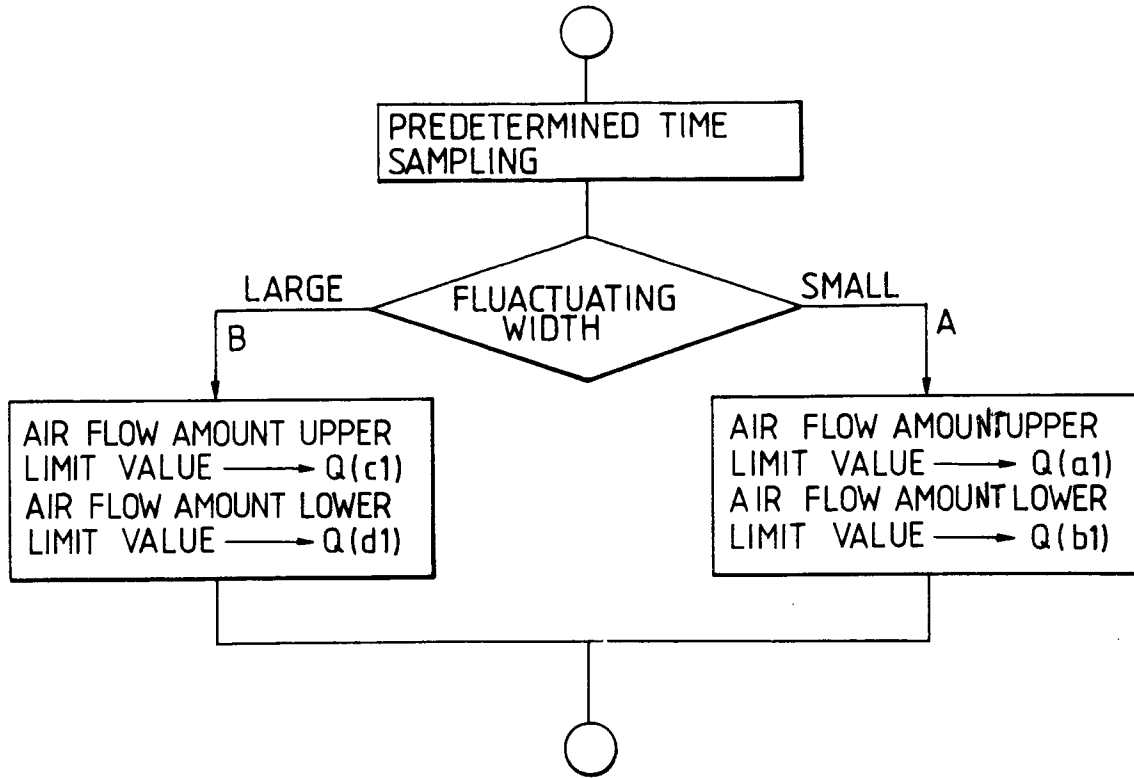 PREDETERMINED TIME
SAMPLING
FLUACTUATING
WIDTH
LARGE
SMALL
B
A
AIR FLOW AMOUNT UPPER
LIMIT VALUE → Q(c1)
AIR FLOW AMOUNT LOWER
LIMIT VALUE → Q(d1)
AIR FLOW AMOUNT UPPER
LIMIT VALUE → Q(a1)
AIR FLOW AMOUNT LOWER
LIMIT VALUE → Q(b1)